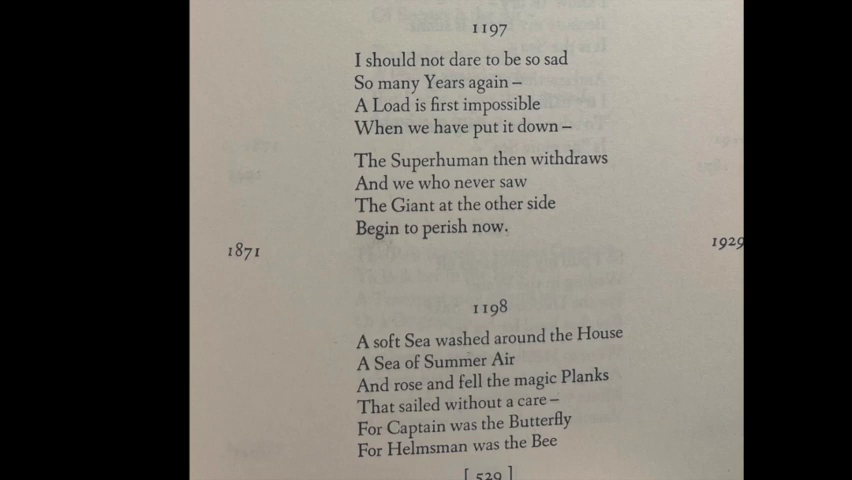 1197
I should not dare to be so sad
So many Years again –
A Load is first impossible
When we have put it down –
The Superhuman then withdraws
And we who never saw
The Giant at the other side
Begin to perish now.
1871
1929
1198
A soft Sea washed around the House
A Sea of Summer Air
And rose and fell the magic Planks
That sailed without a care –
For Captain was the Butterfly
For Helmsman was the Bee
[ 529 ]